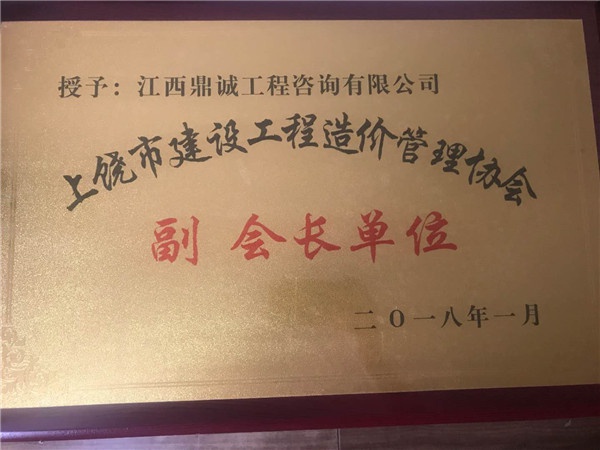 授予：江西鼎诚工程咨询有限公司
上饶市建设工程造价管理协会
副 会长单位
二〇一八年一月